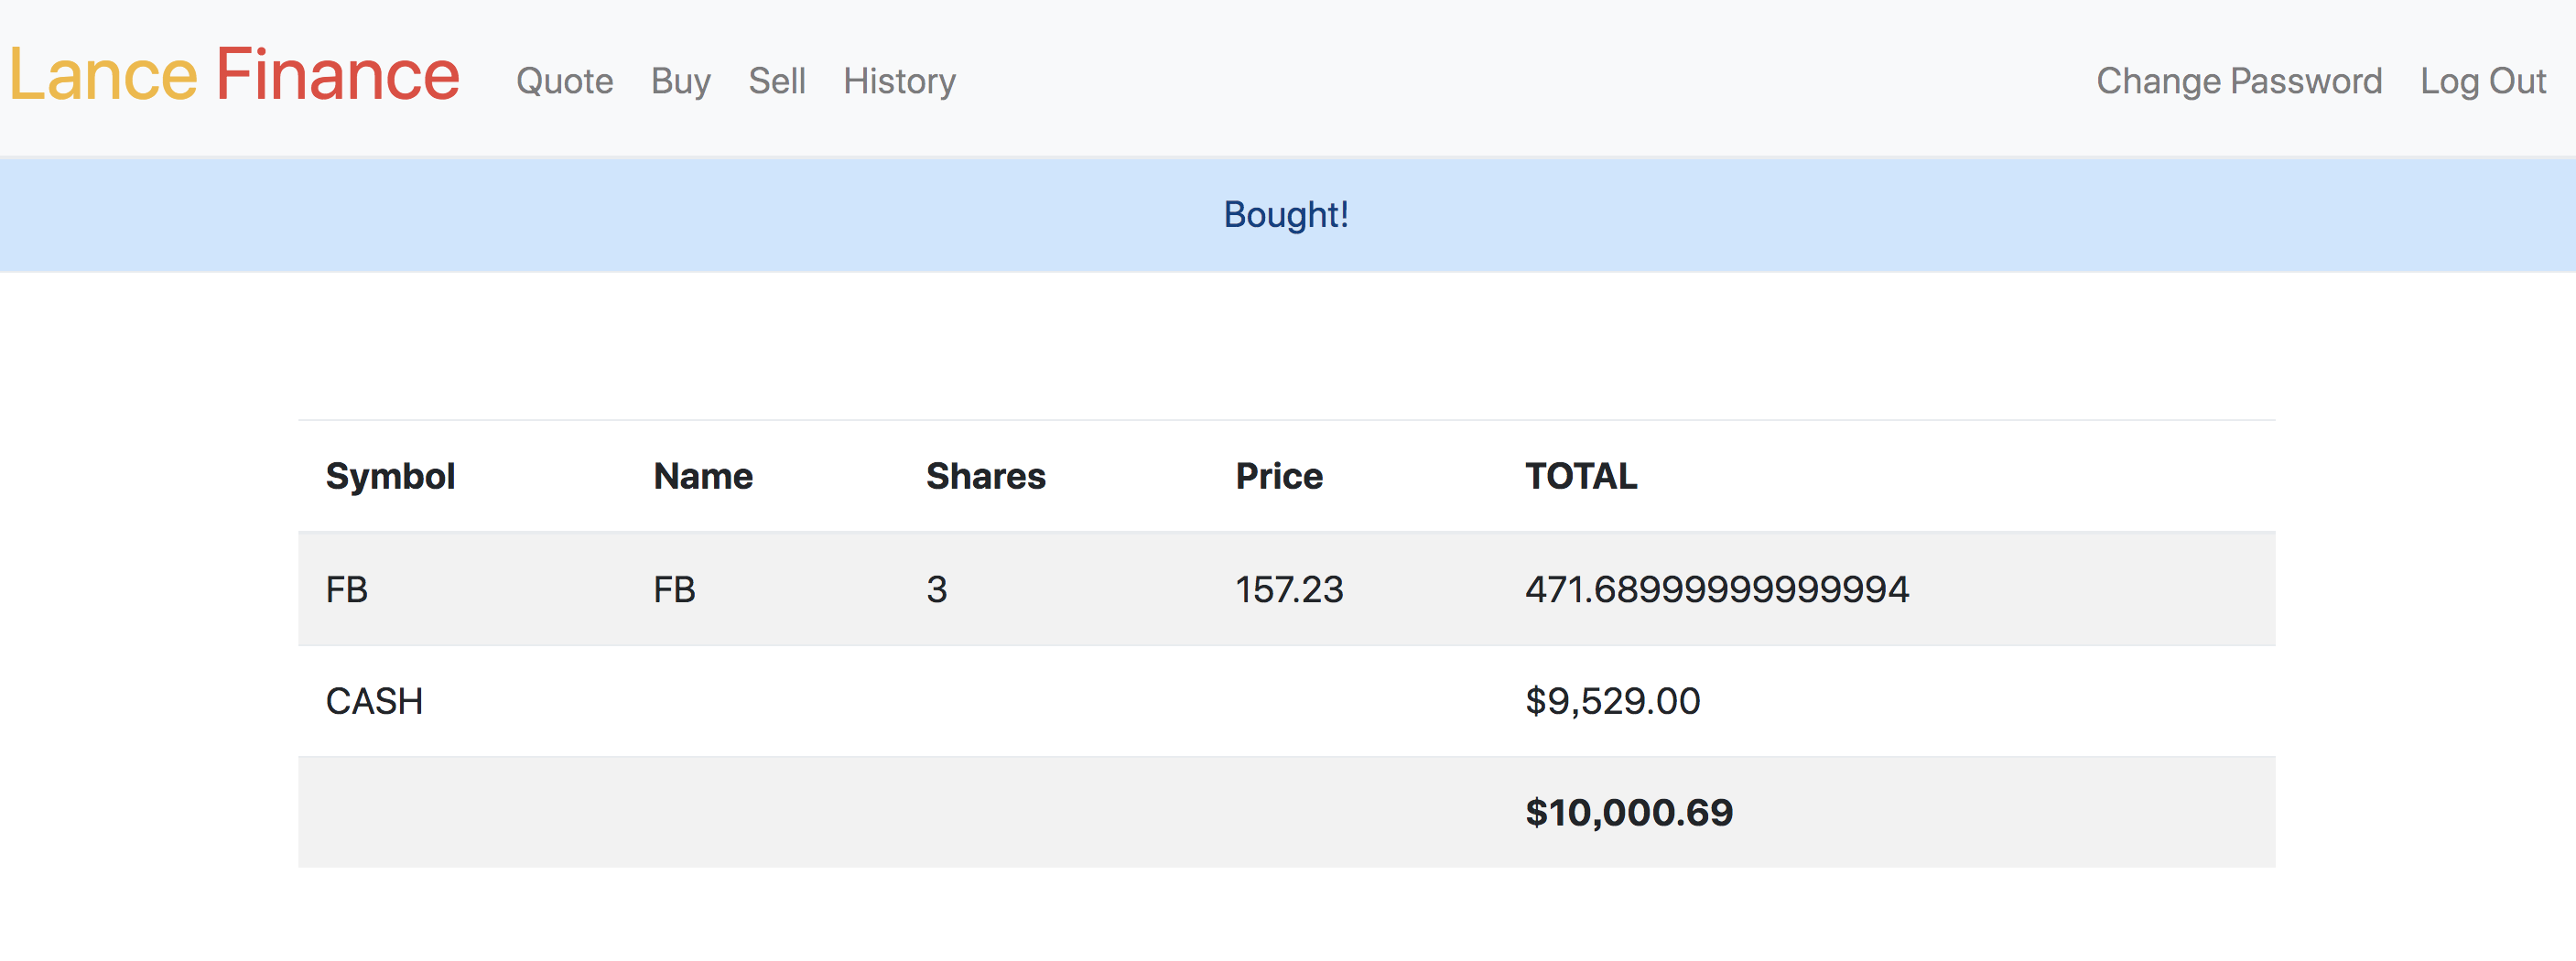 Lance Finance Quote Buy Sell History Change Password Log Out
Bought!
Symbol Name Shares Price TOTAL
FB FB 3 157.23 471.68999999999994
CASH $9,529.00
$10,000.69